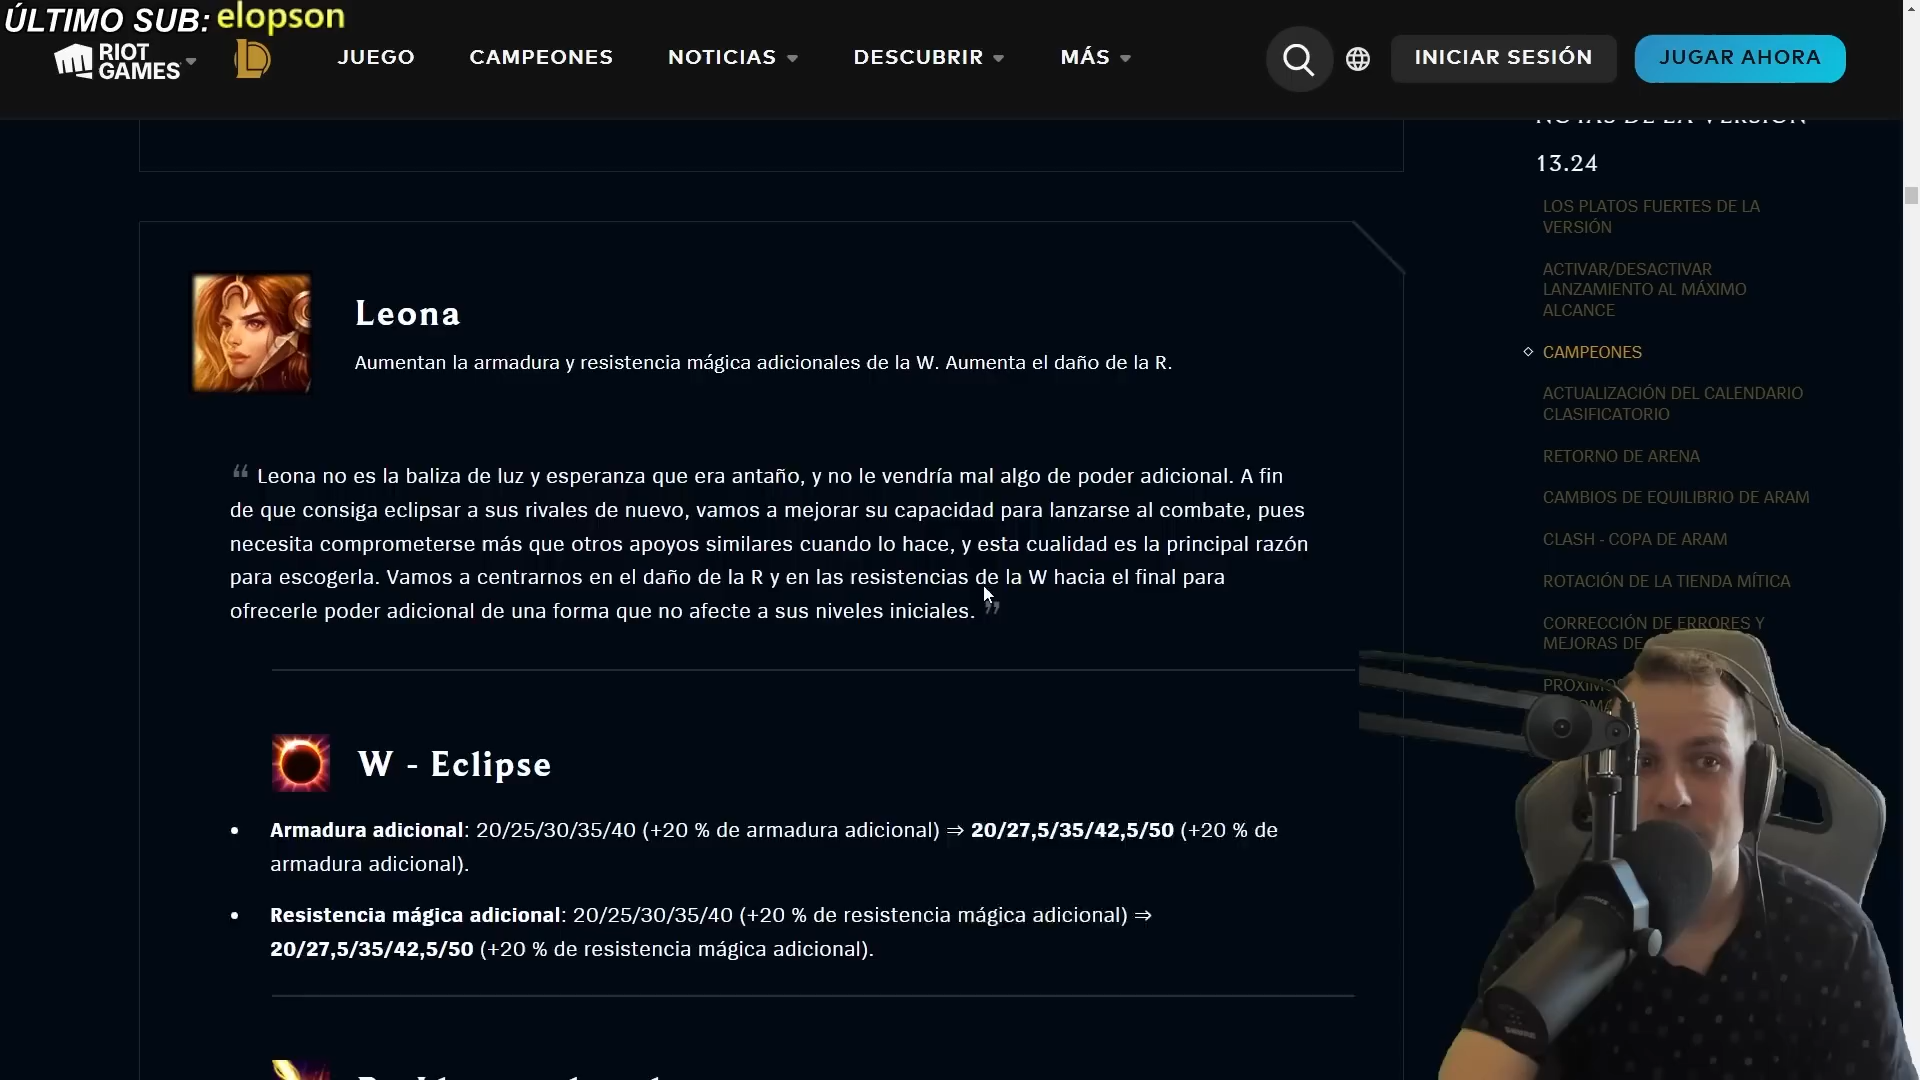 ÚLTIMO SUB: elopson
RIOT GAMES
JUEGO
CAMPEONES
NOTICIAS
DESCUBRIR
MÁS
INICIAR SESIÓN
JUGAR AHORA
NOTAS DE LA VERSIÓN
13.24
LOS PLATOS FUERTES DE LA
VERSIÓN
ACTIVAR/DESACTIVAR
LANZAMIENTO AL MÁXIMO
ALCANCE
CAMPEONES
ACTUALIZACIÓN DEL CALENDARIO
CLASIFICATORIO
RETORNO DE ARENA
CAMBIOS DE EQUILIBRIO DE ARAM
CLASH - COPA DE ARAM
ROTACIÓN DE LA TIENDA MÍTICA
CORRECCIÓN DE ERRORES Y
MEJORAS DE
Leona
Aumentan la armadura y resistencia mágica adicionales de la W. Aumenta el daño de la R.
“ Leona no es la baliza de luz y esperanza que era antaño, y no le vendría mal algo de poder adicional. A fin
de que consiga eclipsar a sus rivales de nuevo, vamos a mejorar su capacidad para lanzarse al combate, pues
necesita comprometerse más que otros apoyos similares cuando lo hace, y esta cualidad es la principal razón
para escogerla. Vamos a centrarnos en el daño de la R y en las resistencias de la W hacia el final para
ofrecerle poder adicional de una forma que no afecte a sus niveles iniciales. ”
W - Eclipse
• Armadura adicional: 20/25/30/35/40 (+20 % de armadura adicional) ⇒ 20/27,5/35/42,5/50 (+20 % de
armadura adicional).
• Resistencia mágica adicional: 20/25/30/35/40 (+20 % de resistencia mágica adicional) ⇒
20/27,5/35/42,5/50 (+20 % de resistencia mágica adicional).